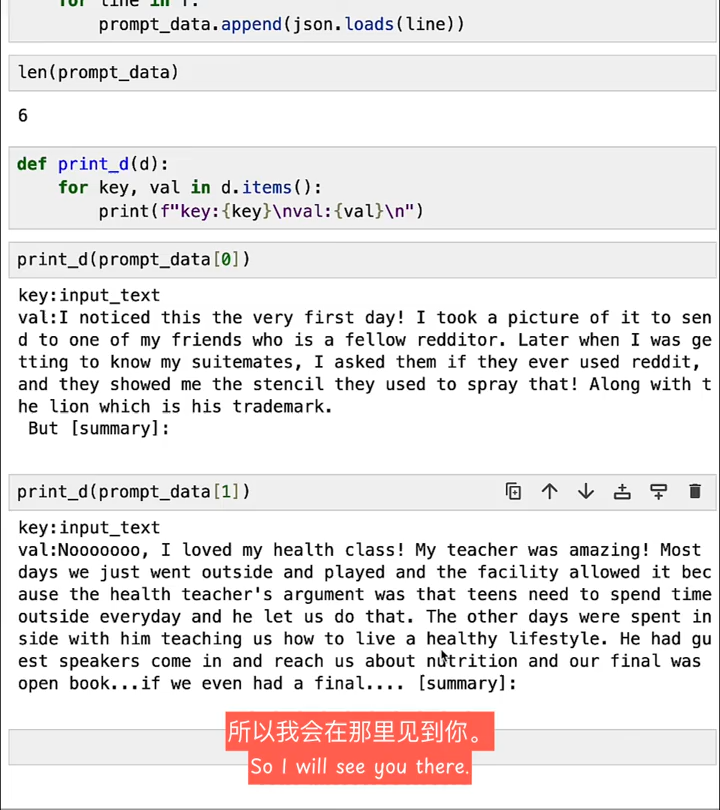 for line in f:
prompt_data.append(json.loads(line))
len(prompt_data)
6
def print_d(d):
for key, val in d.items():
print(f"key:{key}\nval:{val}\n")
print_d(prompt_data[0])
key:input_text
val:I noticed this the very first day! I took a picture of it to sen
d to one of my friends who is a fellow redditor. Later when I was ge
tting to know my suitemates, I asked them if they ever used reddit,
and they showed me the stencil they used to spray that! Along with t
he lion which is his trademark.
But [summary]:
print_d(prompt_data[1])
key:input_text
val:Nooooooo, I loved my health class! My teacher was amazing! Most
days we just went outside and played and the facility allowed it bec
ause the health teacher's argument was that teens need to spend time
outside everyday and he let us do that. The other days were spent in
side with him teaching us how to live a healthy lifestyle. He had gu
est speakers come in and reach us about nutrition and our final was
open book...if we even had a final.... [summary]:
所以我会在那里见到你。
So I will see you there.